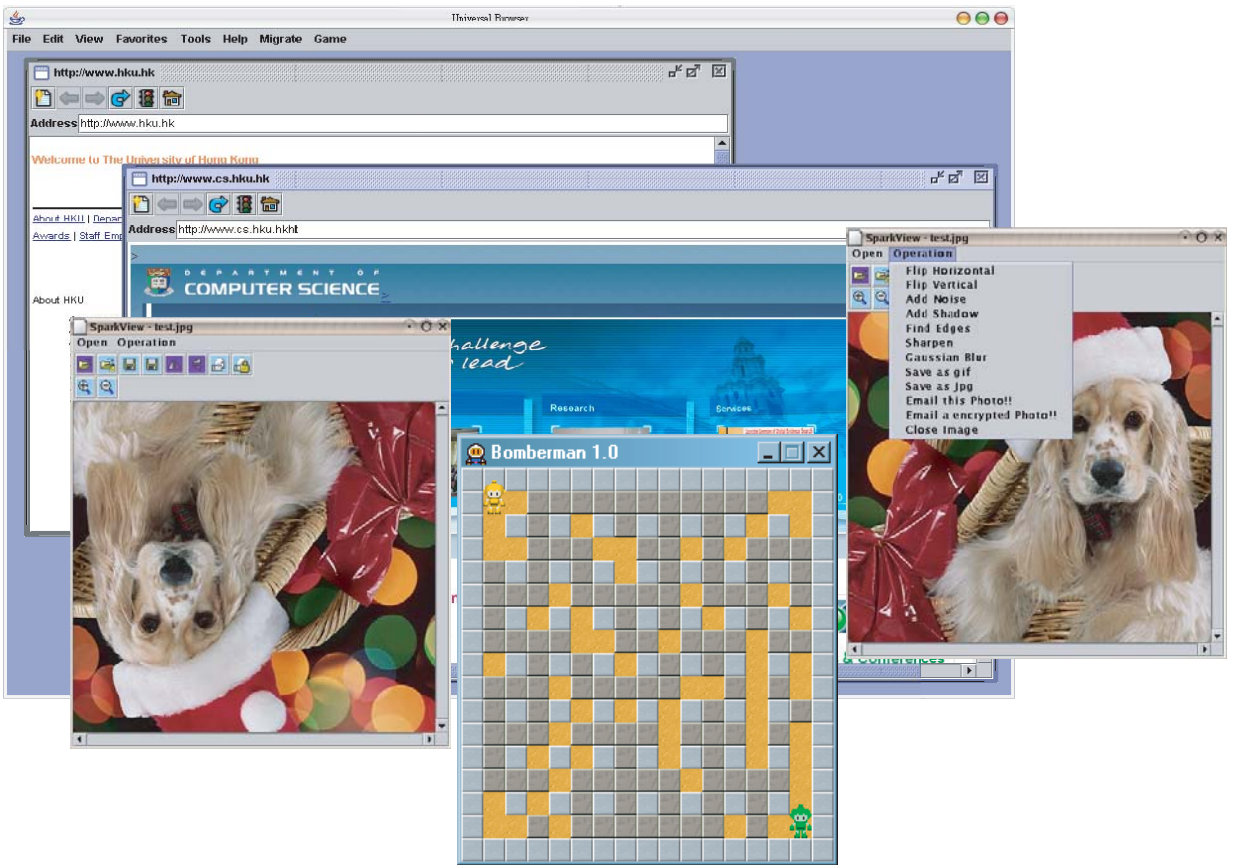 Universal Browser
File Edit View Favorites Tools Help Migrate Game
http://www.hku.hk
Address http://www.hku.hk
Welcome to The University of Hong Kong
About HKU | Depar
Awards | Staff Emp
About HKU
http://www.cs.hku.hk
Address http://www.cs.hku.hkht
>
DEPARTMENT OF
COMPUTER SCIENCE >
hallenge
lead
Research Services
& Conferences
SparkView - test.jpg
Open Operation
SparkView - test.jpg
Open Operation
Flip Horizontal
Flip Vertical
Add Noise
Add Shadow
Find Edges
Sharpen
Gaussian Blur
Save as gif
Save as Jpg
Email this Photo!!
Email a encrypted Photo!!
Close Image
Bomberman 1.0